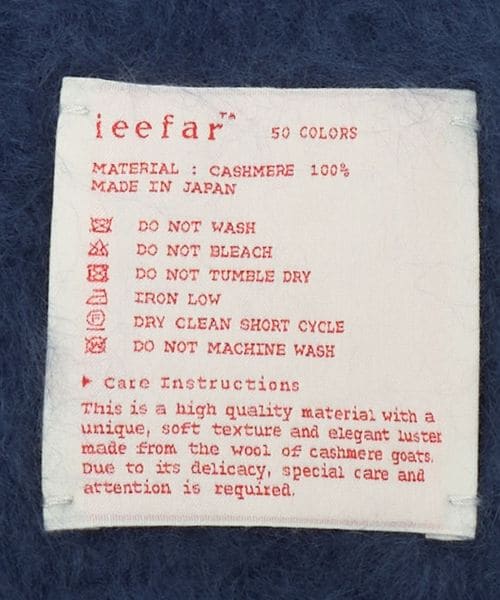 ieefar™ 50 COLORS
MATERIAL : CASHMERE 100%
MADE IN JAPAN
DO NOT WASH
DO NOT BLEACH
DO NOT TUMBLE DRY
IRON LOW
DRY CLEAN SHORT CYCLE
DO NOT MACHINE WASH
Care Instructions
This is a high quality material with a
unique, soft texture and elegant luster
made from the wool of cashmere goats.
Due to its delicacy, special care and
attention is required.